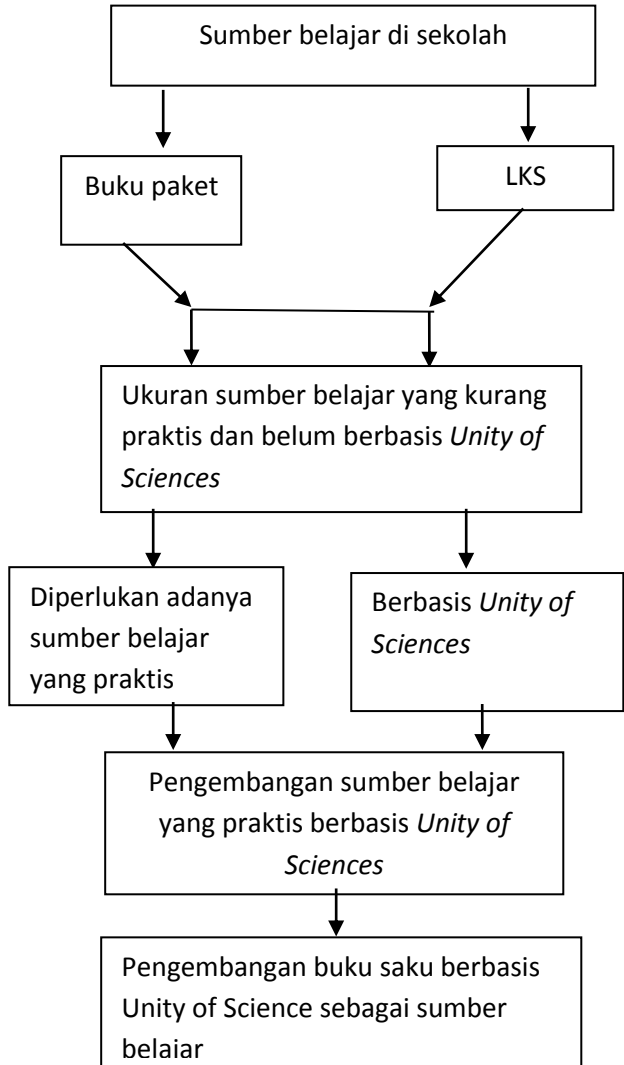 Sumber belajar di sekolah
Buku paket
LKS
Ukuran sumber belajar yang kurang
praktis dan belum berbasis Unity of
Sciences
Diperlukan adanya
sumber belajar
yang praktis
Berbasis Unity of
Sciences
Pengembangan sumber belajar
yang praktis berbasis Unity of
Sciences
Pengembangan buku saku berbasis
Unity of Science sebagai sumber
belajar